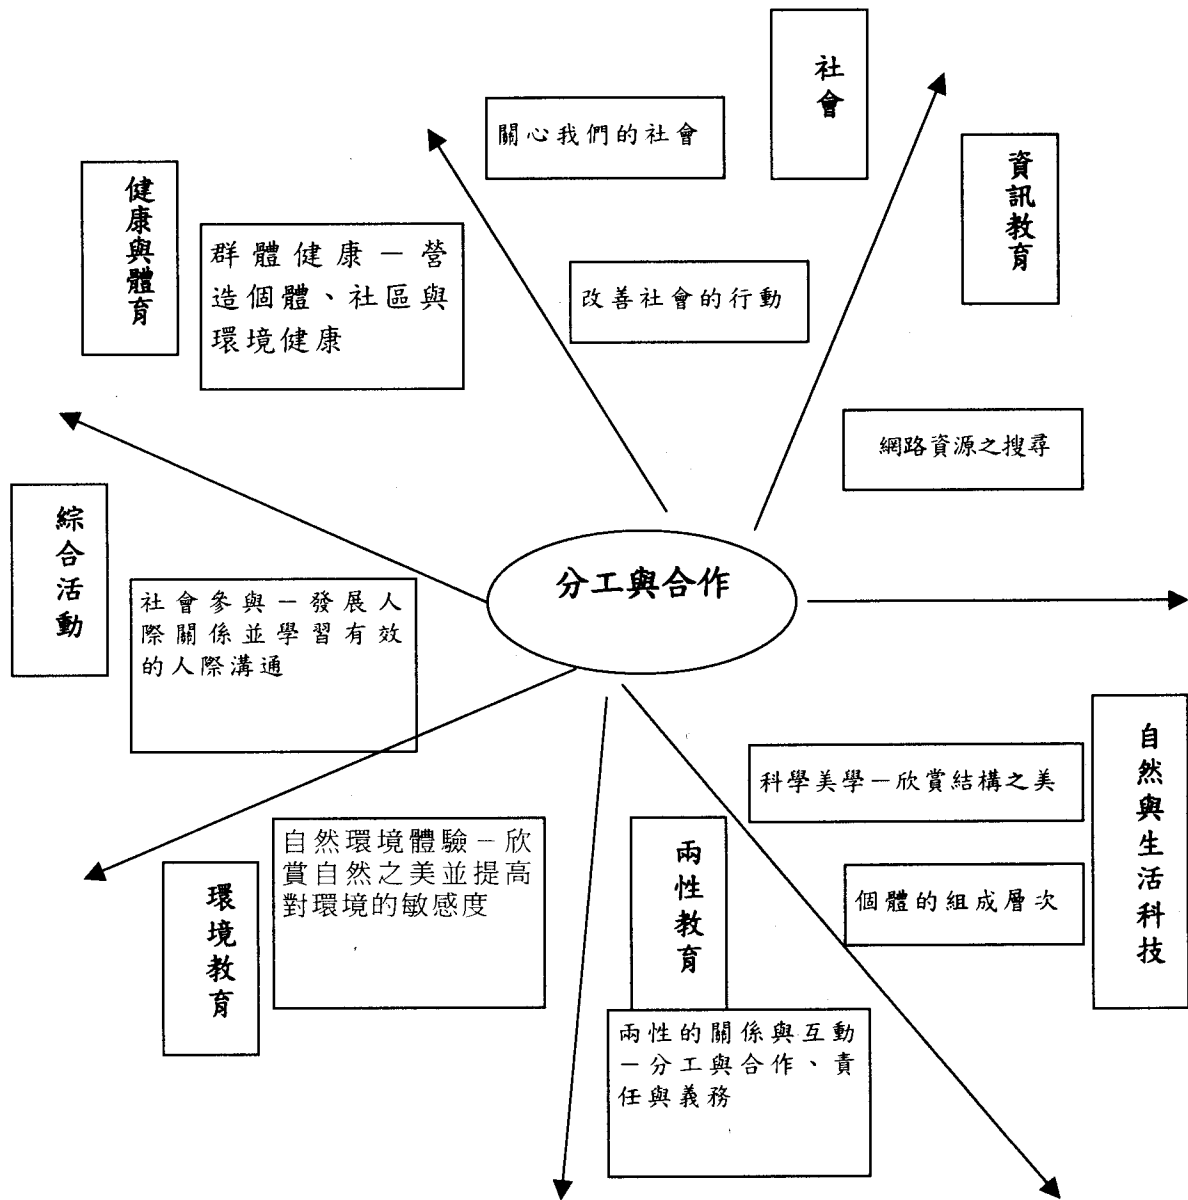 社會
關心我們的社會
改善社會的行動
資訊教育
網路資源之搜尋
健康與體育
群體健康－營
造個體、社區與
環境健康
綜合活動
社會參與－發展人
際關係並學習有效
的人際溝通
分工與合作
自然與生活科技
科學美學－欣賞結構之美
個體的組成層次
環境教育
自然環境體驗－欣
賞自然之美並提高
對環境的敏感度
兩性教育
兩性的關係與互動
－分工與合作、責
任與義務